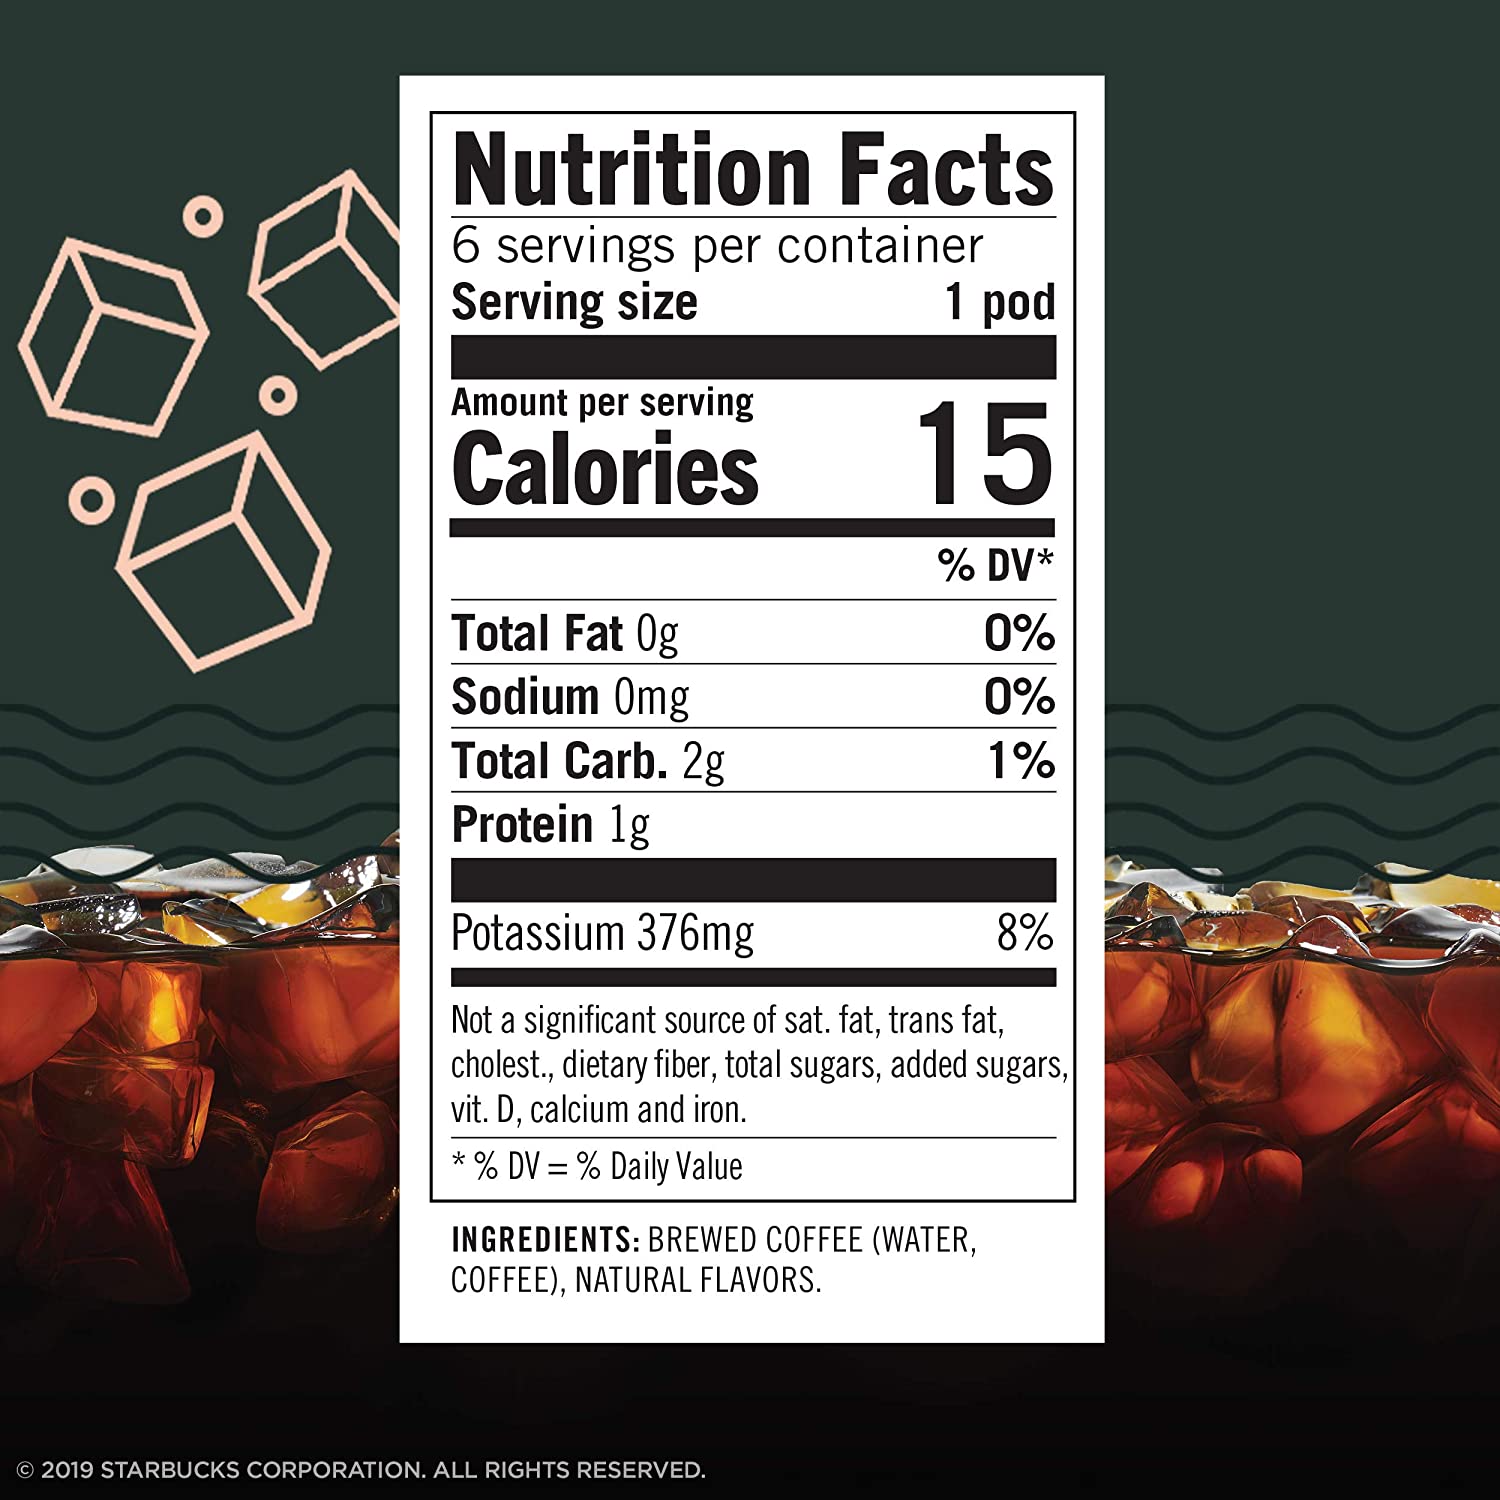 Nutrition Facts
6 servings per container
Serving size 1 pod
Amount per serving
Calories 15
% DV*
Total Fat 0g 0%
Sodium 0mg 0%
Total Carb. 2g 1%
Protein 1g
Potassium 376mg 8%
Not a significant source of sat. fat, trans fat,
cholest., dietary fiber, total sugars, added sugars,
vit. D, calcium and iron.
* % DV = % Daily Value
INGREDIENTS: BREWED COFFEE (WATER,
COFFEE), NATURAL FLAVORS.
© 2019 STARBUCKS CORPORATION. ALL RIGHTS RESERVED.